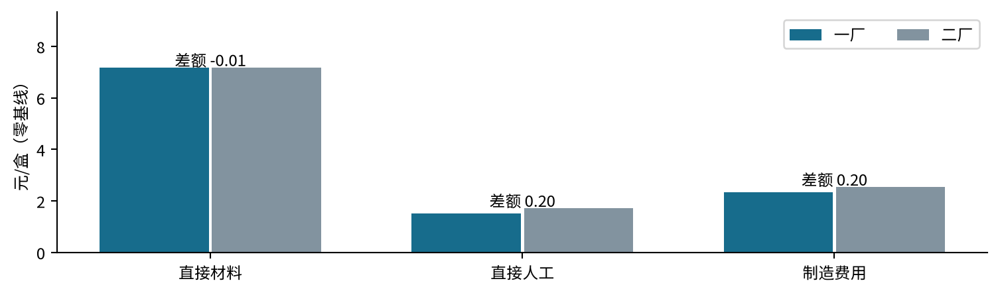 一厂
二厂
元/盒（零基线）
8
6
4
2
0
差额 -0.01
差额 0.20
差额 0.20
直接材料
直接人工
制造费用